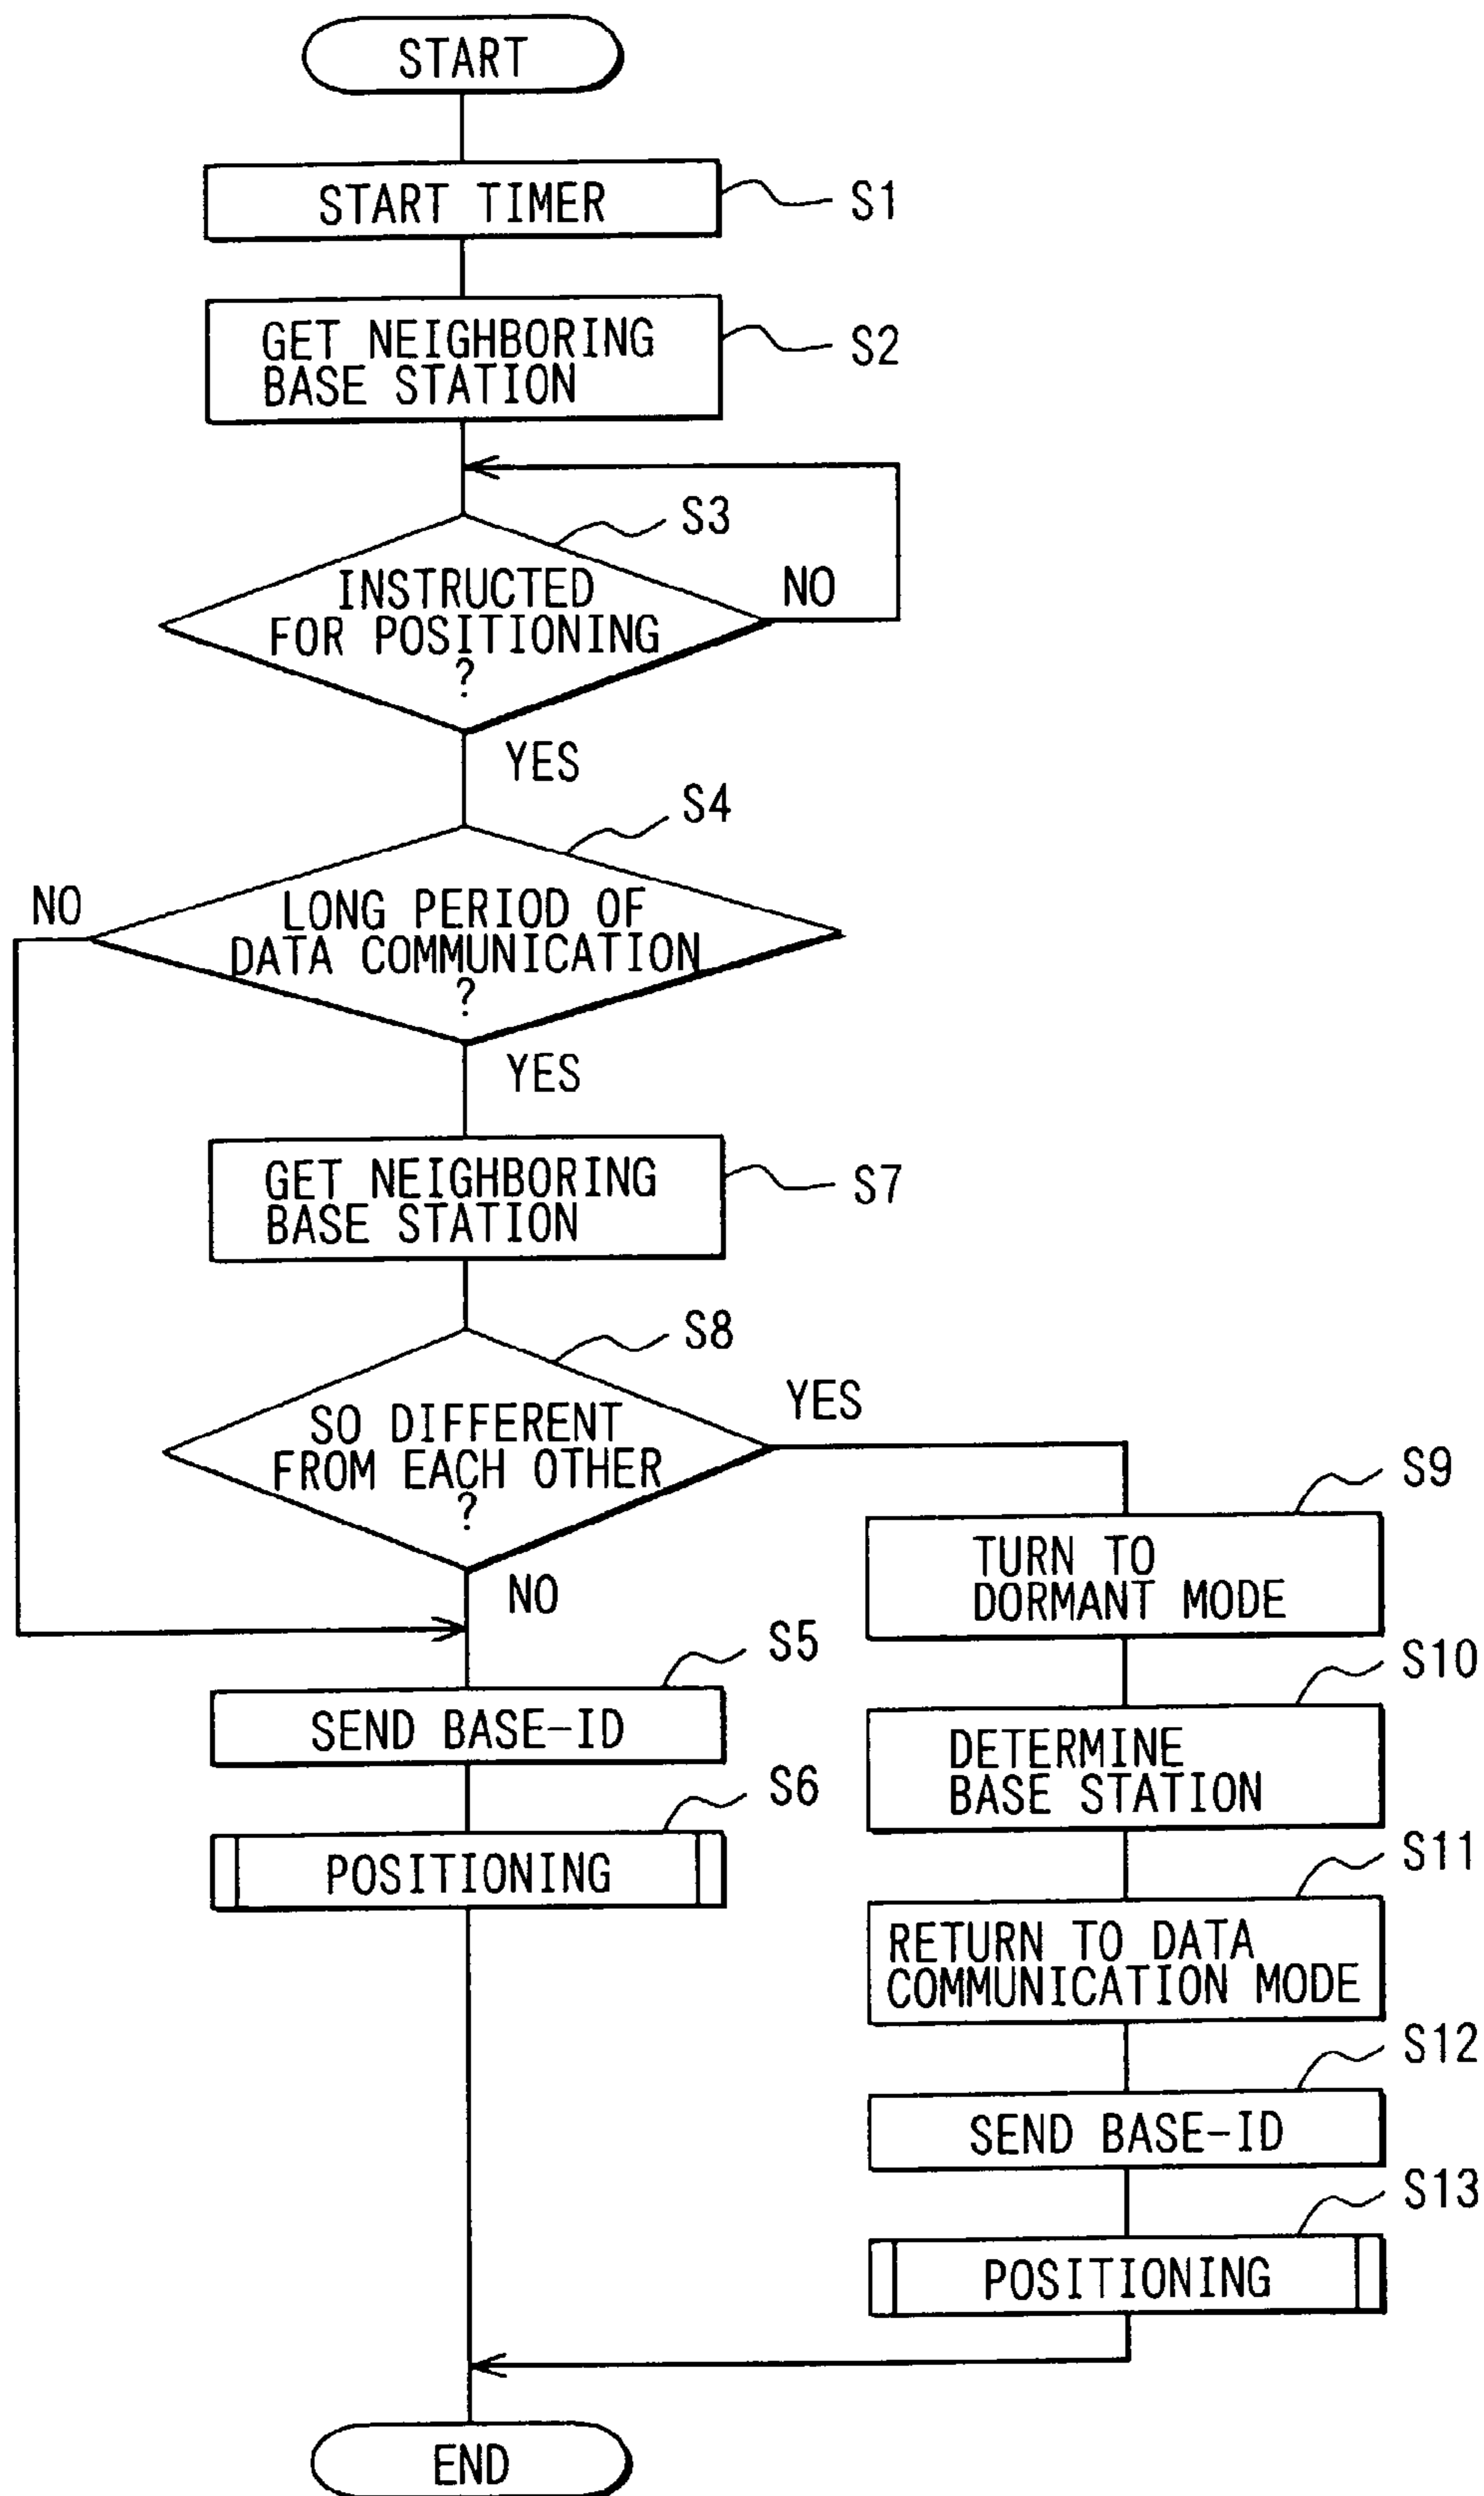 START
START TIMER
S1
GET NEIGHBORING
BASE STATION
S2
S3
INSTRUCTED
FOR POSITIONING
?
NO
YES
S4
NO
LONG PERIOD OF
DATA COMMUNICATION
?
YES
GET NEIGHBORING
BASE STATION
S7
S8
SO DIFFERENT
FROM EACH OTHER
?
YES
NO
S9
TURN TO
DORMANT MODE
S5
SEND BASE-ID
S10
DETERMINE
BASE STATION
S6
POSITIONING
S11
RETURN TO DATA
COMMUNICATION MODE
S12
SEND BASE-ID
S13
POSITIONING
END